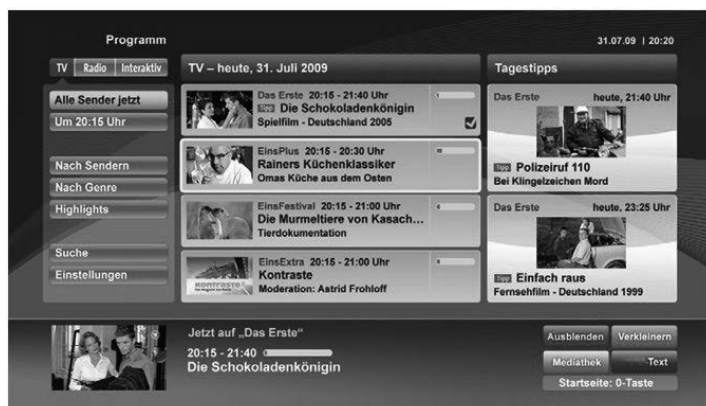 Programm
31.07.09 | 20:20
TV Radio Interaktiv
TV – heute, 31. Juli 2009
Tagestipps
Alle Sender jetzt
Um 20:15 Uhr
Nach Sendern
Nach Genre
Highlights
Suche
Einstellungen
Das Erste 20:15 - 21:40 Uhr
Tipp Die Schokoladenkönigin
Spielfilm - Deutschland 2005
EinsPlus 20:15 - 20:30 Uhr
Rainers Küchenklassiker
Omas Küche aus dem Osten
EinsFestival 20:15 - 21:00 Uhr
Die Murmeltiere von Kasach...
Tierdokumentation
EinsExtra 20:15 - 21:00 Uhr
Kontraste
Moderation: Astrid Frohloff
KONTRASTE
Das Erste heute, 21:40 Uhr
Tipp Polizeiruf 110
Bei Klingelzeichen Mord
Das Erste heute, 23:25 Uhr
Tipp Einfach raus
Fernsehfilm - Deutschland 1999
Jetzt auf „Das Erste“
20:15 - 21:40
Die Schokoladenkönigin
Ausblenden Verkleinern
Mediathek Text
Startseite: 0-Taste